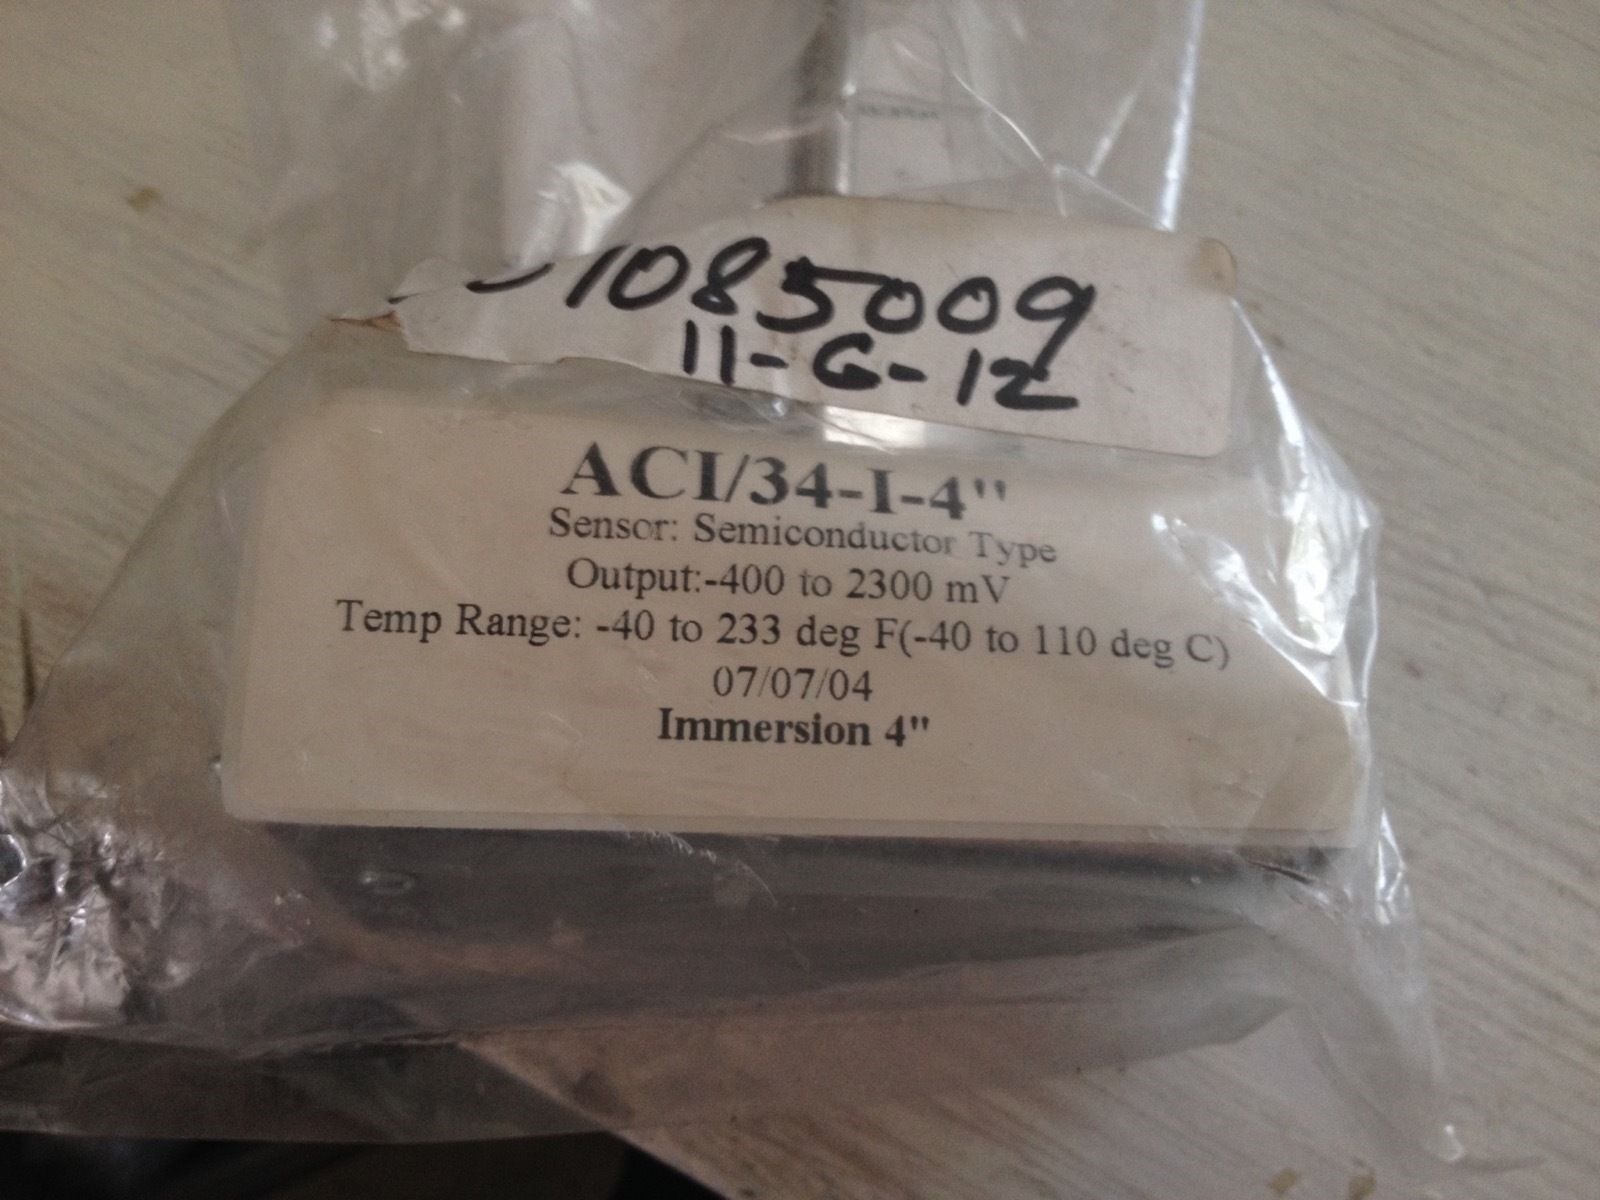 1085009
11-6-12
ACI/34-I-4"
Sensor: Semiconductor Type
Output:-400 to 2300 mV
Temp Range: -40 to 233 deg F(-40 to 110 deg C)
07/07/04
Immersion 4"